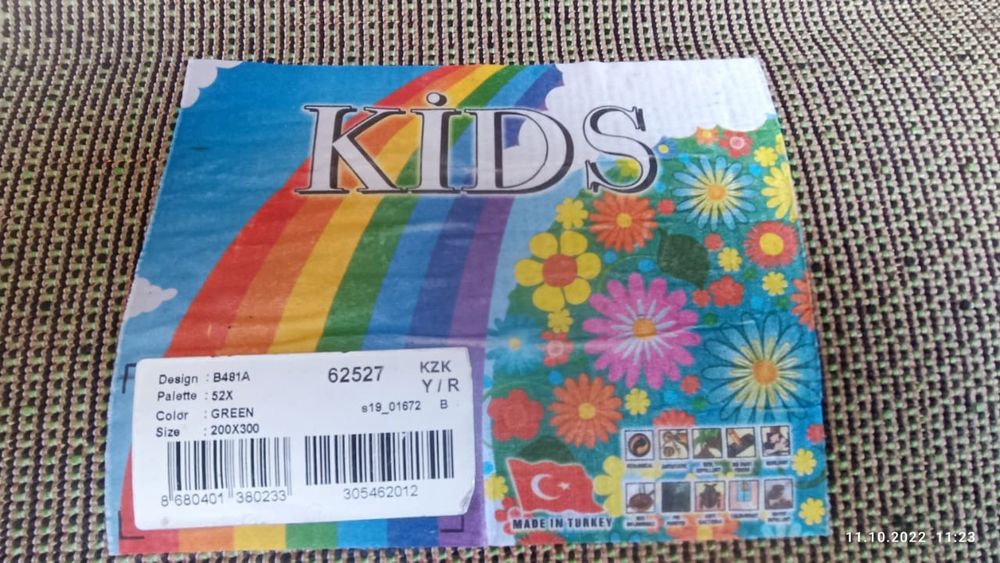 KİDS
Design : B481A
Palette : 52X
Color : GREEN
Size : 200X300
62527
KZK
Y / R
s19_01672 B
8 680401 380233
305462012
MADE IN TURKEY
11.10.2022 11:23